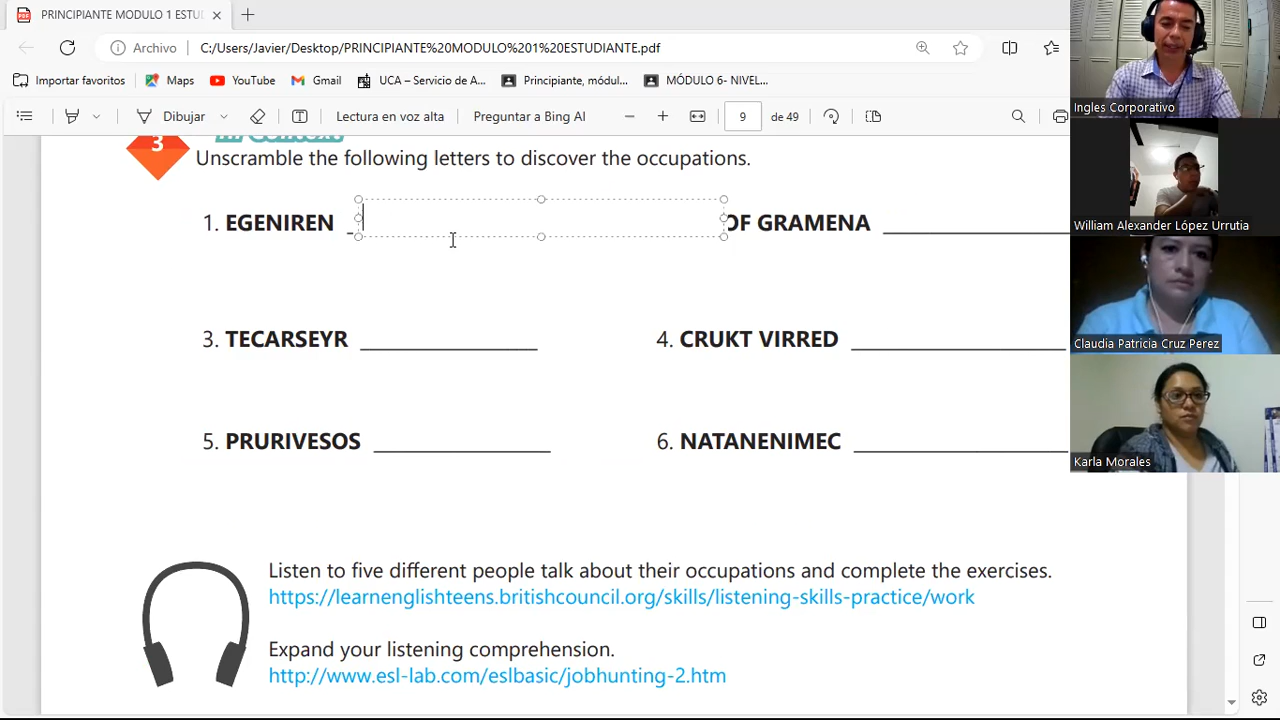 PRINCIPIANTE MODULO 1 ESTUDI
Archivo
C:/Users/Javier/Desktop/PRINCIPIANTE%20MODULO%201%20ESTUDIANTE.pdf
Importar favoritos
Maps
YouTube
Gmail
UCA – Servicio de A...
Principiante, módul...
MÓDULO 6- NIVEL...
Dibujar
Lectura en voz alta
Preguntar a Bing AI
9
de 49
3
Unscramble the following letters to discover the occupations.
1. EGENIREN
OF GRAMENA
3. TECARSEYR
4. CRUKT VIRRED
5. PRURIVESOS
6. NATANENIMEC
Listen to five different people talk about their occupations and complete the exercises.
https://learnenglishteens.britishcouncil.org/skills/listening-skills-practice/work
Expand your listening comprehension.
http://www.esl-lab.com/eslbasic/jobhunting-2.htm
Ingles Corporativo
William Alexander López Urrutia
Claudia Patricia Cruz Perez
Karla Morales